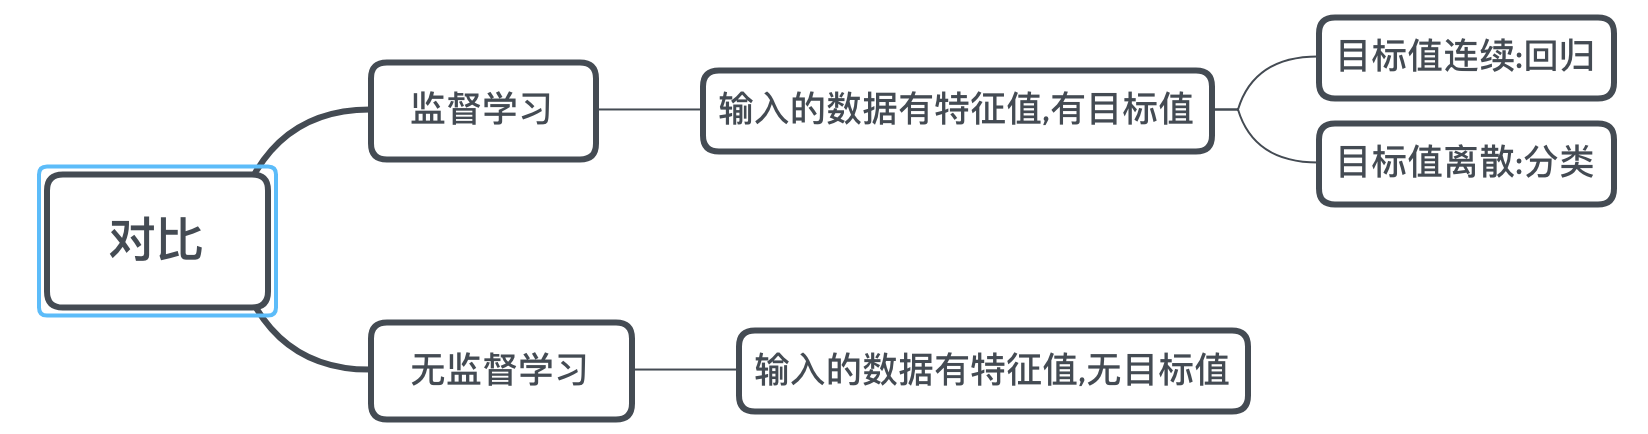 对比
监督学习
输入的数据有特征值,有目标值
目标值连续:回归
目标值离散:分类
无监督学习
输入的数据有特征值,无目标值